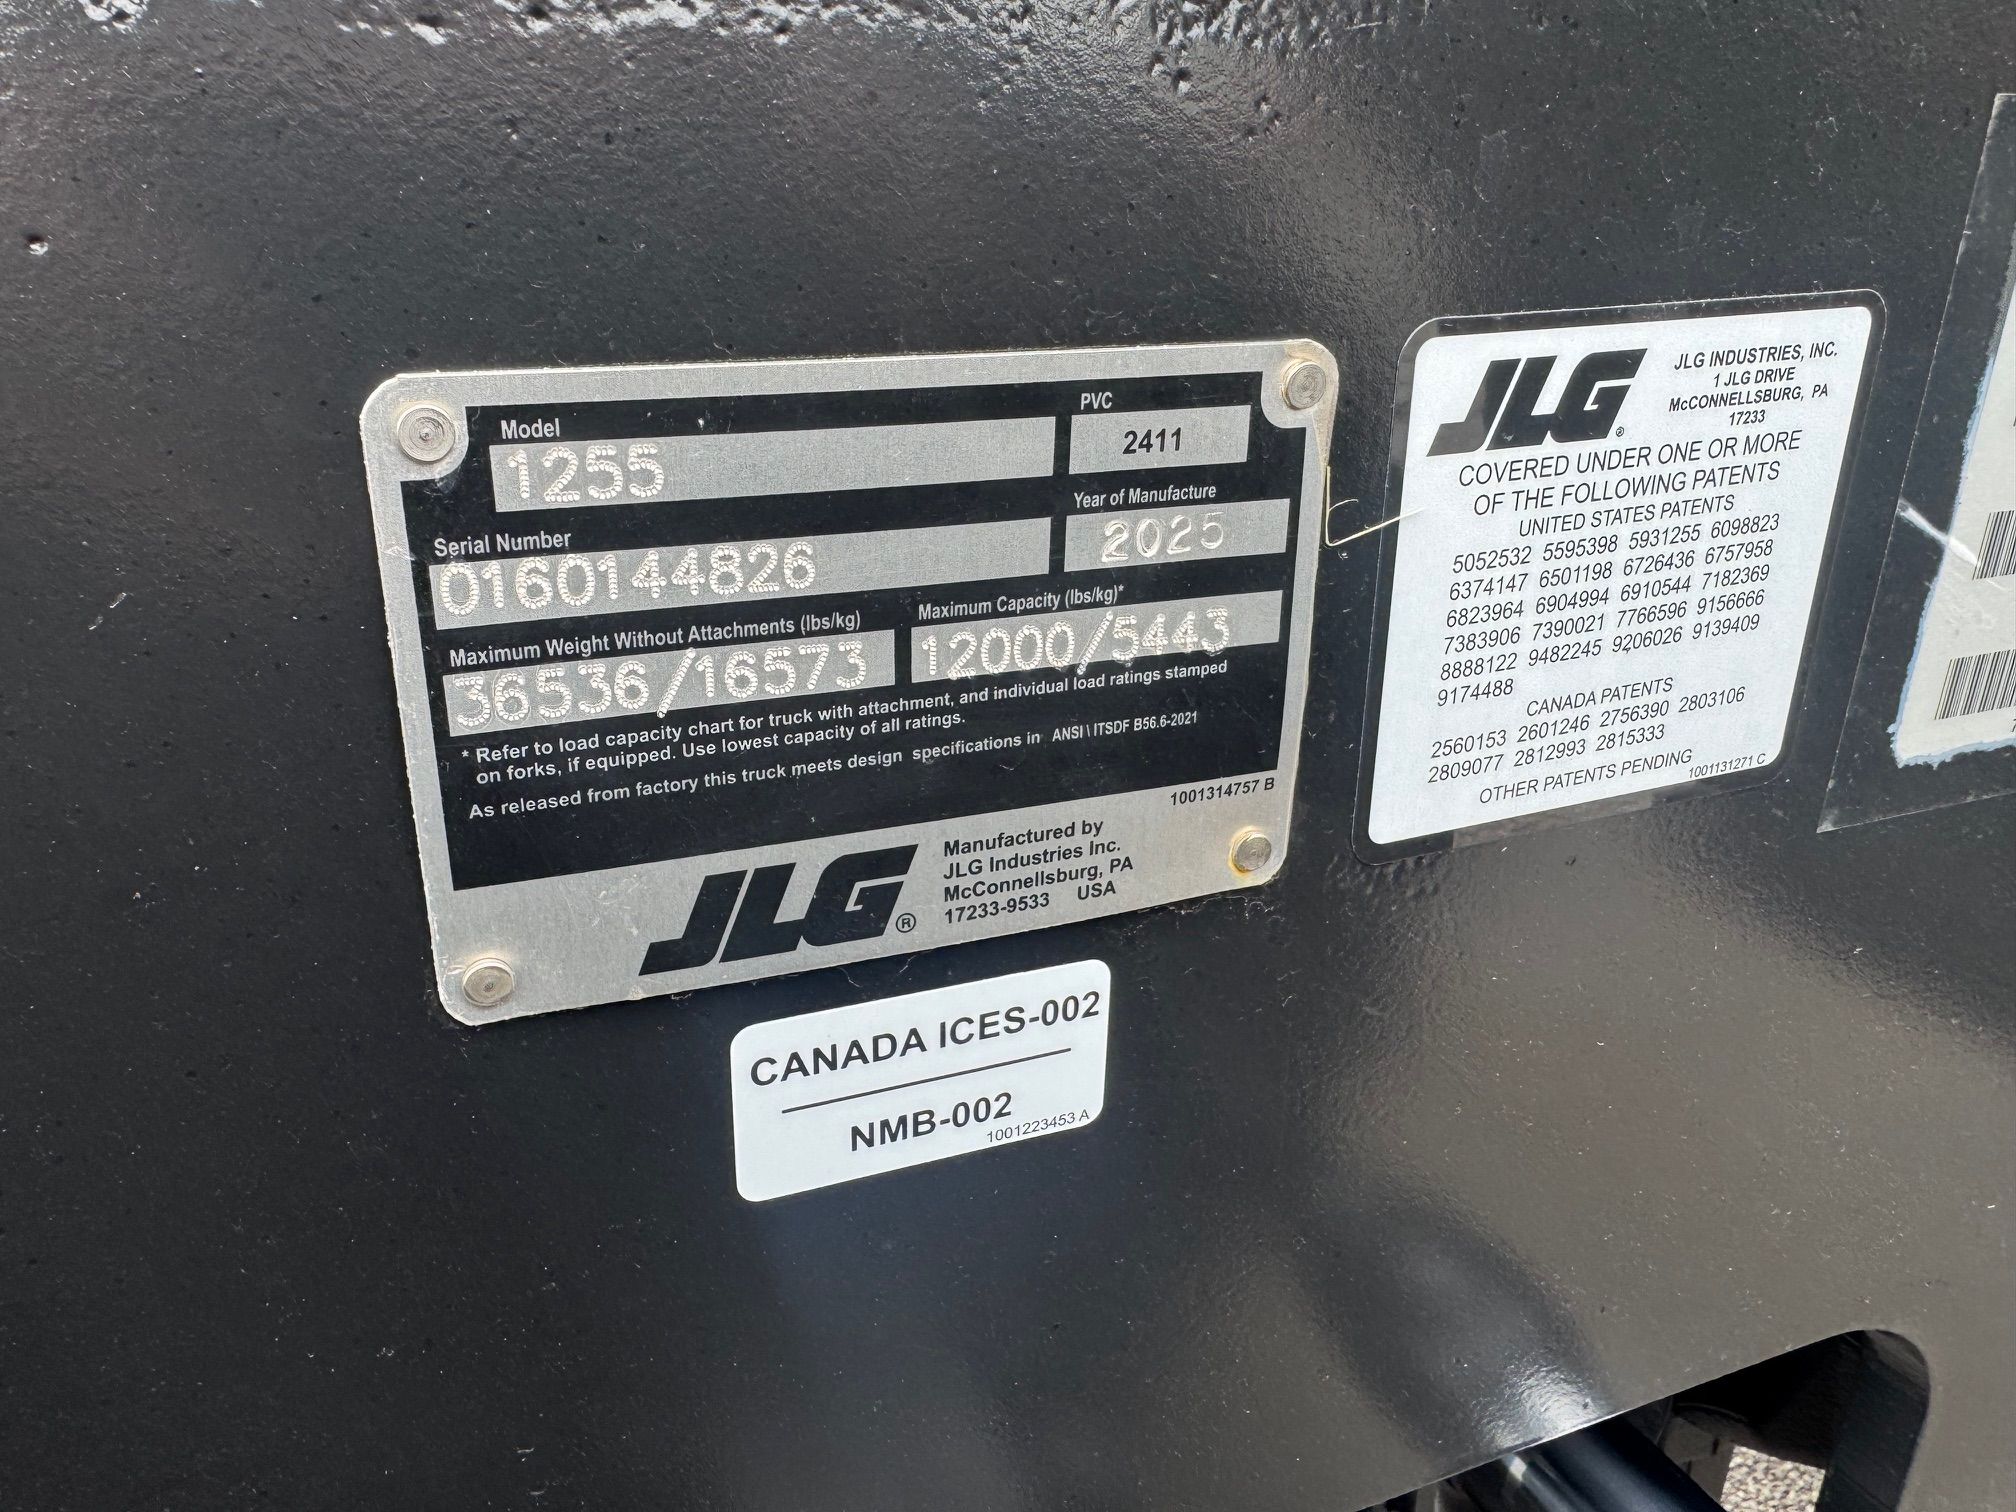 Model
1255
PVC
2411
Serial Number
0160144826
Year of Manufacture
2025
Maximum Weight Without Attachments (lbs/kg)
36536/16573
Maximum Capacity (lbs/kg)*
12000/5443
* Refer to load capacity chart for truck with attachment, and individual load ratings stamped
on forks, if equipped. Use lowest capacity of all ratings.
As released from factory this truck meets design specifications in ANSI \ ITSDF B56.6-2021
1001314757 B
JLG®
Manufactured by
JLG Industries Inc.
McConnellsburg, PA
17233-9533 USA
CANADA ICES-002
NMB-002
1001223453 A
JLG®
JLG INDUSTRIES, INC.
1 JLG DRIVE
McCONNELLSBURG, PA
17233
COVERED UNDER ONE OR MORE
OF THE FOLLOWING PATENTS
UNITED STATES PATENTS
5052532 5595398 5931255 6098823
6374147 6501198 6726436 6757958
6823964 6904994 6910544 7182369
7383906 7390021 7766596 9156666
8888122 9482245 9206026 9139409
9174488
CANADA PATENTS
2560153 2601246 2756390 2803106
2809077 2812993 2815333
OTHER PATENTS PENDING
1001131271 C